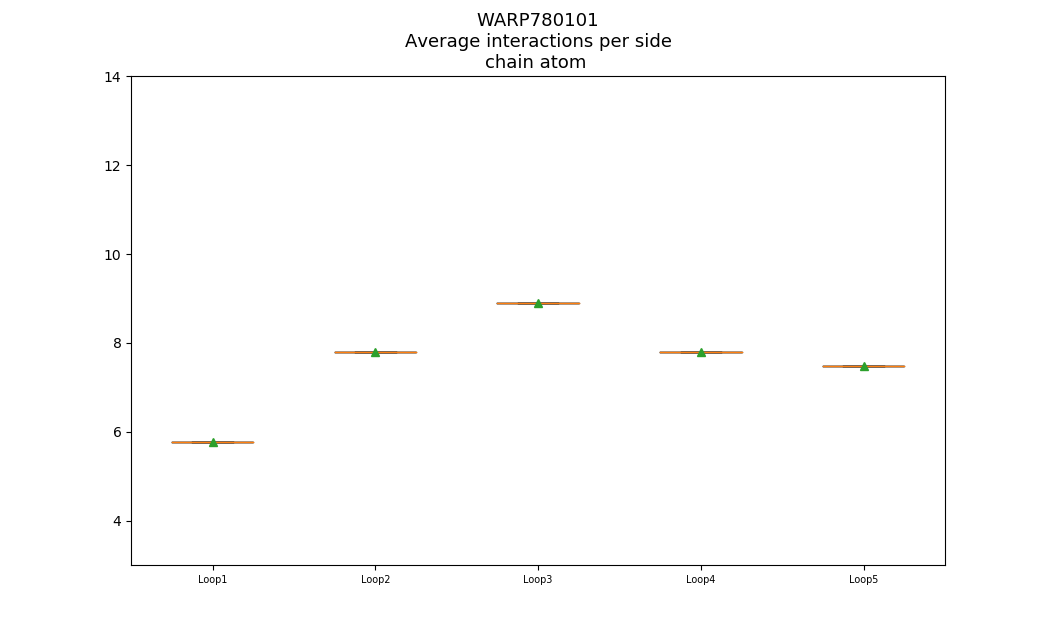 WARP780101
Average interactions per side
chain atom
14
12
10
8
6
4
Loop1
Loop2
Loop3
Loop4
Loop5